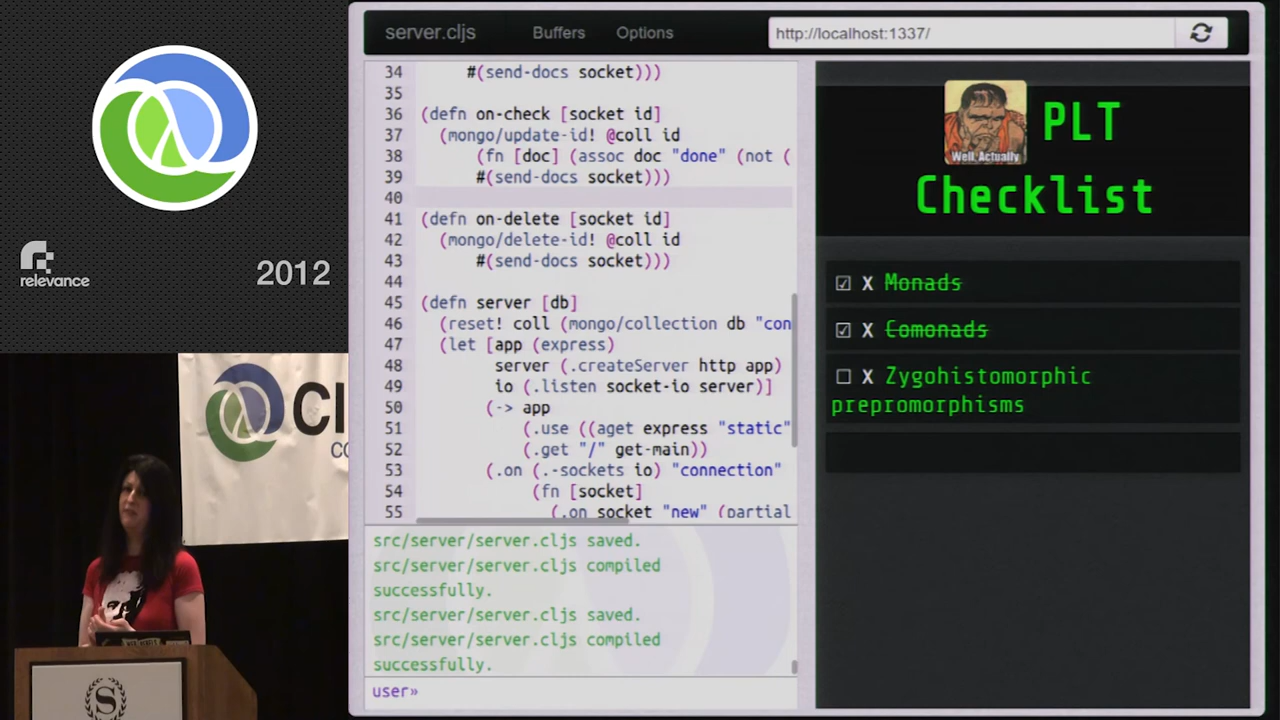 relevance
2012
CL
CO
S
server.cljs Buffers Options http://localhost:1337/
34 #(send-docs socket)))
35
36 (defn on-check [socket id]
37 (mongo/update-id! @coll id
38 (fn [doc] (assoc doc "done" (not (
39 #(send-docs socket)))
40
41 (defn on-delete [socket id]
42 (mongo/delete-id! @coll id
43 #(send-docs socket)))
44
45 (defn server [db]
46 (reset! coll (mongo/collection db "con
47 (let [app (express)
48 server (.createServer http app)
49 io (.listen socket-io server)]
50 (-> app
51 (.use ((aget express "static"
52 (.get "/" get-main))
53 (.on (.-sockets io) "connection"
54 (fn [socket]
55 (.on socket "new" (partial
src/server/server.cljs saved.
src/server/server.cljs compiled
successfully.
src/server/server.cljs saved.
src/server/server.cljs compiled
successfully.
user»
Well, Actually
PLT
Checklist
X Monads
X Comonads
X Zygohistomorphic
prepromorphisms